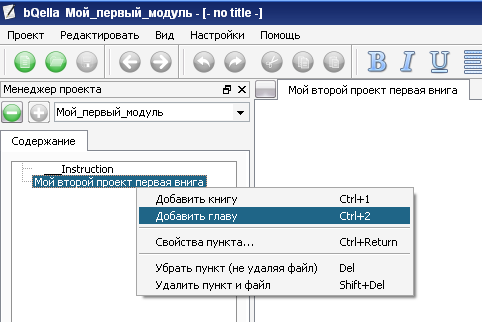 bQella Мой_первый_модуль - [- no title -]
Проект Редактировать Вид Настройки Помощь
B I U
Менеджер проекта
Мой_первый_модуль
Мой второй проект первая внига
Содержание
___Instruction
Мой второй проект первая внига
Добавить книгу Ctrl+1
Добавить главу Ctrl+2
Свойства пункта... Ctrl+Return
Убрать пункт (не удаляя файл) Del
Удалить пункт и файл Shift+Del